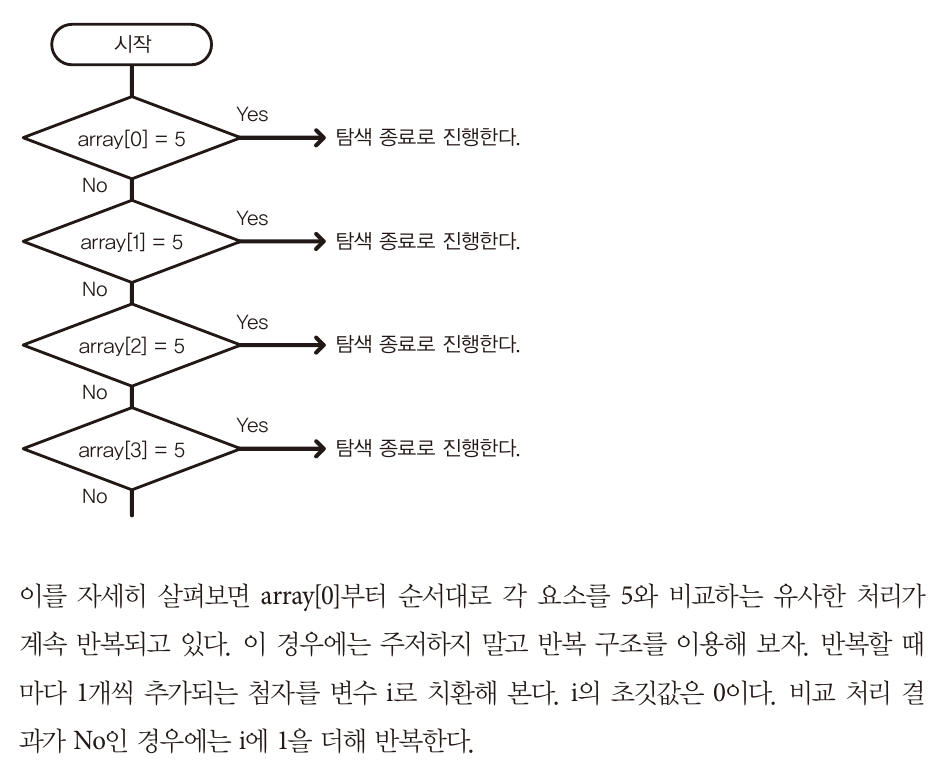 시작
Yes
array[0] = 5
탐색 종료로 진행한다.
No
Yes
array[1] = 5
탐색 종료로 진행한다.
No
Yes
array[2] = 5
탐색 종료로 진행한다.
No
Yes
array[3] = 5
탐색 종료로 진행한다.
No
이를 자세히 살펴보면 array[0]부터 순서대로 각 요소를 5와 비교하는 유사한 처리가
계속 반복되고 있다. 이 경우에는 주저하지 말고 반복 구조를 이용해 보자. 반복할 때
마다 1개씩 추가되는 첨자를 변수 i로 치환해 본다. i의 초깃값은 0이다. 비교 처리 결
과가 No인 경우에는 i에 1을 더해 반복한다.